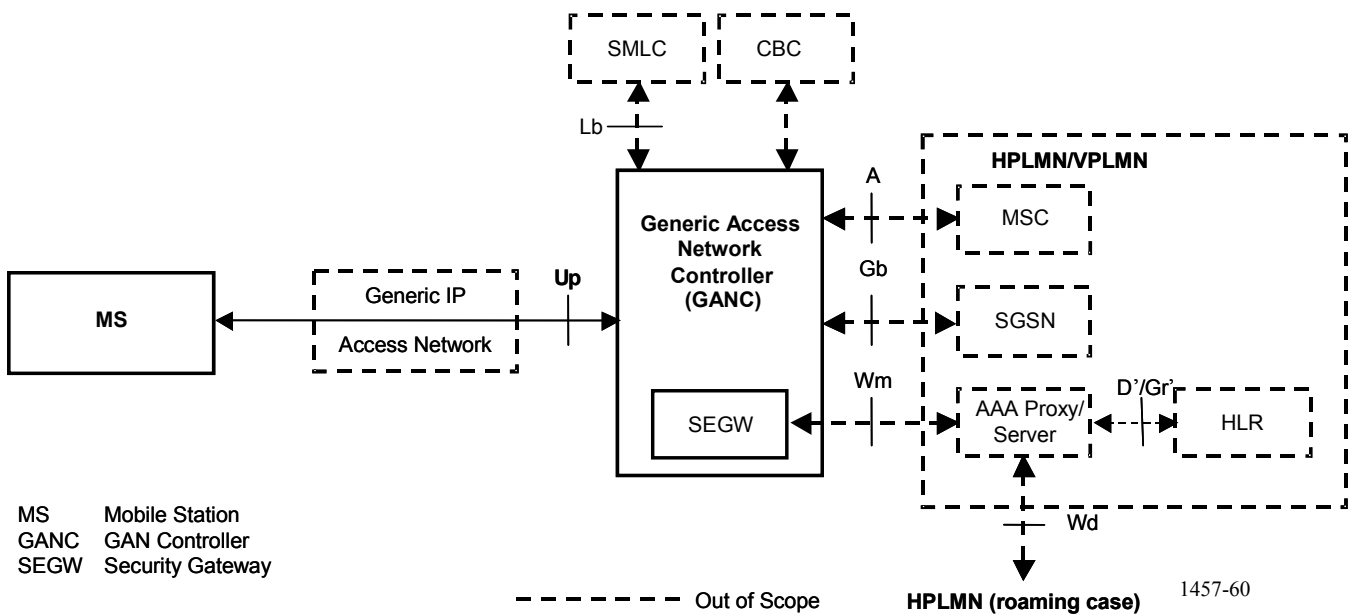 SMLC
CBC
Lb
HPLMN/VPLMN
A
MSC
Generic Access
Network
Controller
(GANC)
Gb
Up
Generic IP
MS
SGSN
Access Network
Wm
D’/Gr’
AAA Proxy/
Server
SEGW
HLR
MS Mobile Station
GANC GAN Controller
SEGW Security Gateway
Wd
Out of Scope
HPLMN (roaming case)
1457-60